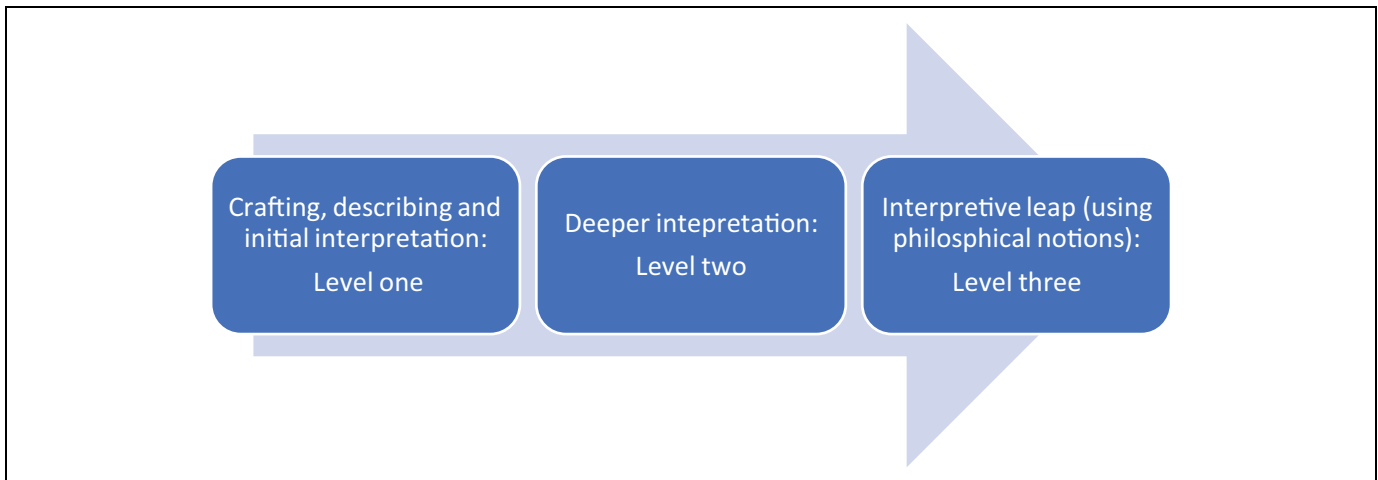 Crafting, describing and
initial interpretation:
Level one
Deeper intepretation:
Level two
Interpretive leap (using
philosphical notions):
Level three